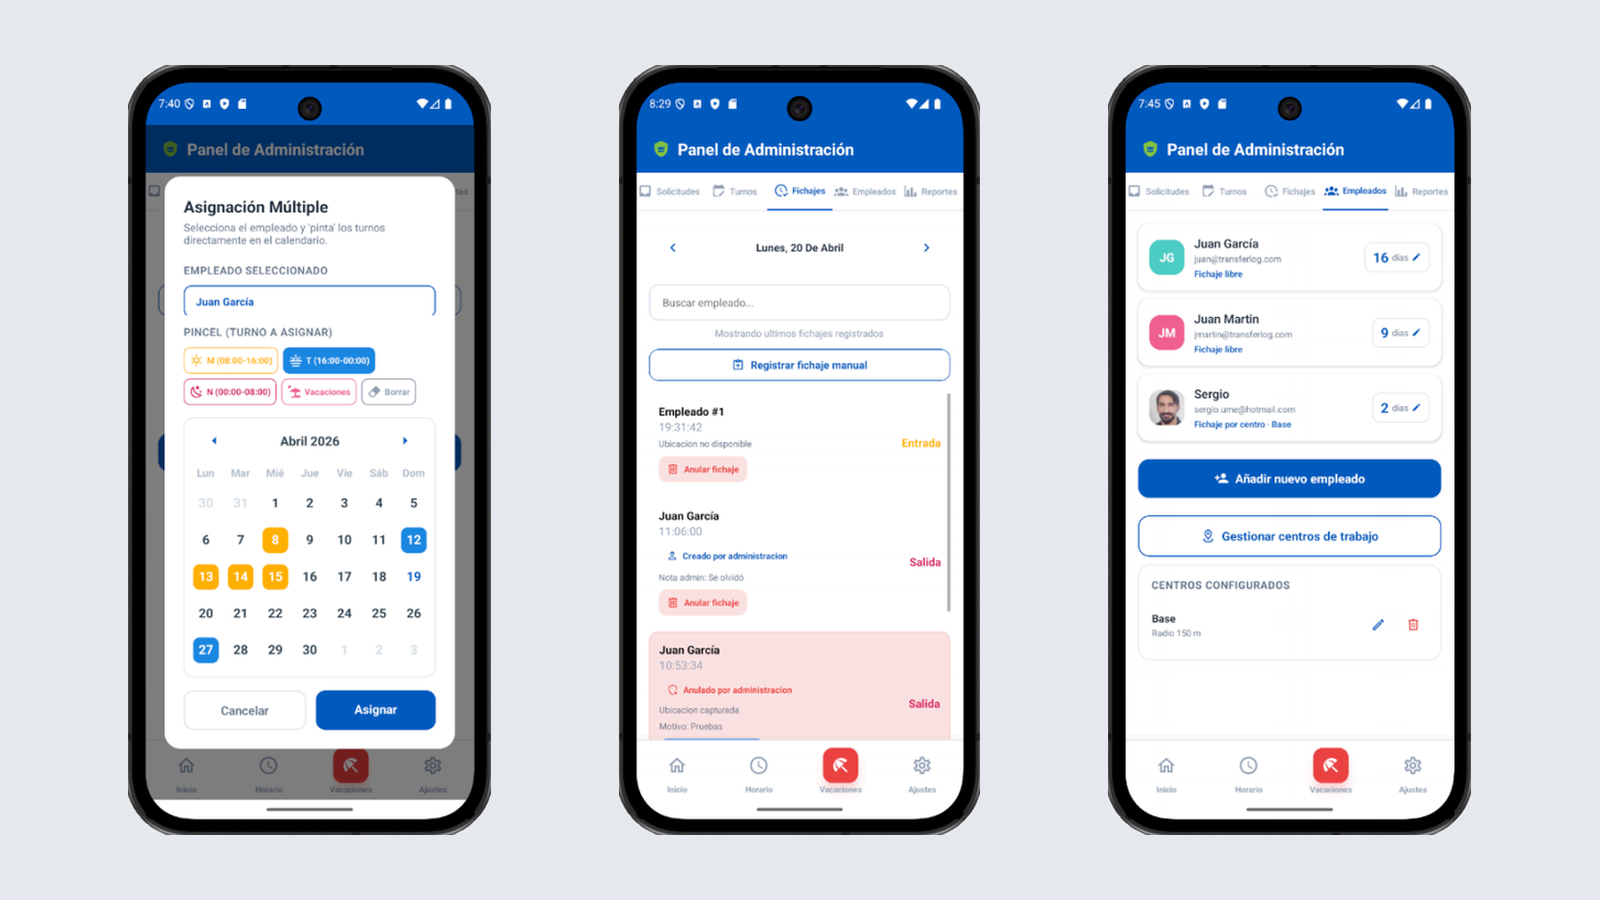 7:40
Panel de Administración
Asignación Múltiple
Selecciona el empleado y 'pinta' los turnos
directamente en el calendario.
EMPLEADO SELECCIONADO
Juan García
PINCEL (TURNO A ASIGNAR)
M (08:00-16:00)
T (16:00-00:00)
N (00:00-08:00)
Vacaciones
Borrar
Abril 2026
Lun Mar Mié Jue Vie Sáb Dom
30 31 1 2 3 4 5
6 7 8 9 10 11 12
13 14 15 16 17 18 19
20 21 22 23 24 25 26
27 28 29 30 1 2 3
Cancelar
Asignar
Inicio Horario Vacaciones Ajustes
8:29
Panel de Administración
Solicitudes Turnos Fichajes Empleados Reportes
Lunes, 20 De Abril
Buscar empleado...
Mostrando ultimos fichajes registrados
Registrar fichaje manual
Empleado #1
19:31:42
Ubicacion no disponible
Entrada
Anular fichaje
Juan García
11:06:00
Creado por administracion
Salida
Nota admin: Se olvidó
Anular fichaje
Juan García
10:53:34
Anulado por administracion
Salida
Ubicacion capturada
Motivo: Pruebas
Inicio Horario Vacaciones Ajustes
7:45
Panel de Administración
Solicitudes Turnos Fichajes Empleados Reportes
JG
Juan García
juan@transferlog.com
Fichaje libre
16 dias
JM
Juan Martin
jmartin@transferlog.com
Fichaje libre
9 dias
Sergio
sergio.ume@hotmail.com
Fichaje por centro · Base
2 dias
Añadir nuevo empleado
Gestionar centros de trabajo
CENTROS CONFIGURADOS
Base
Radio 150 m
Inicio Horario Vacaciones Ajustes